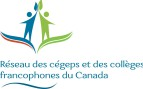 Réseau des cégeps et des collèges
francophones du Canada